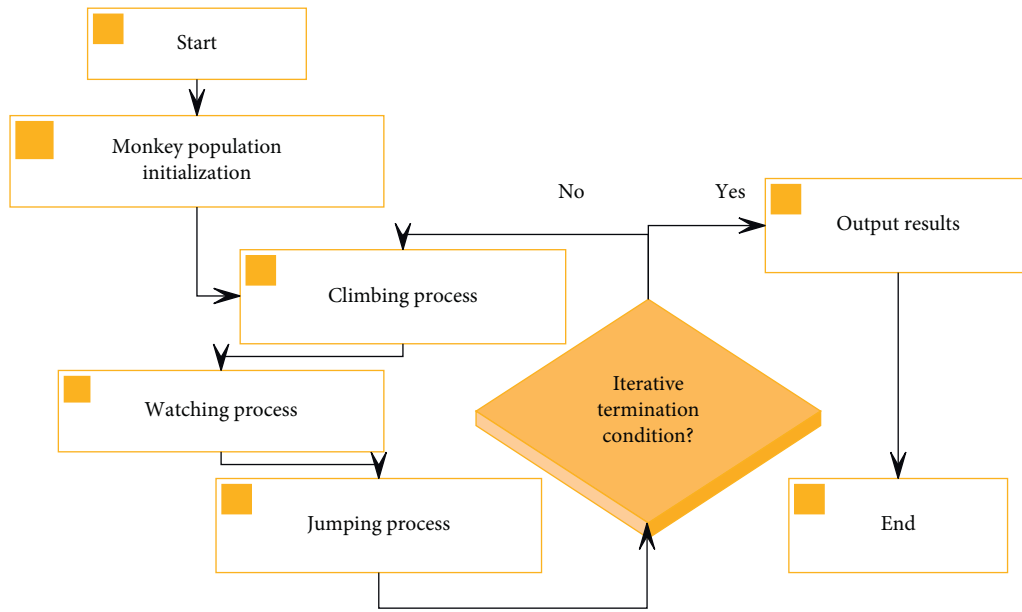 Start
Monkey population
initialization
No
Yes
Output results
Climbing process
Iterative
termination
condition?
Watching process
Jumping process
End